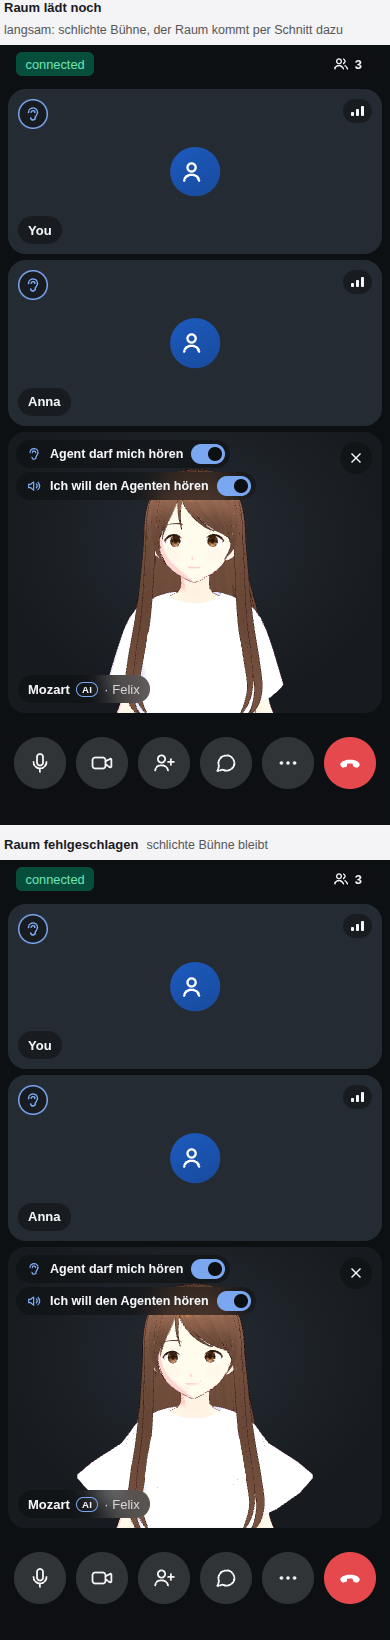 Raum lädt noch
langsam: schlichte Bühne, der Raum kommt per Schnitt dazu
connected 3
You
Anna
Agent darf mich hören
Ich will den Agenten hören
Mozart AI · Felix
Raum fehlgeschlagen schlichte Bühne bleibt
connected 3
You
Anna
Agent darf mich hören
Ich will den Agenten hören
Mozart AI · Felix